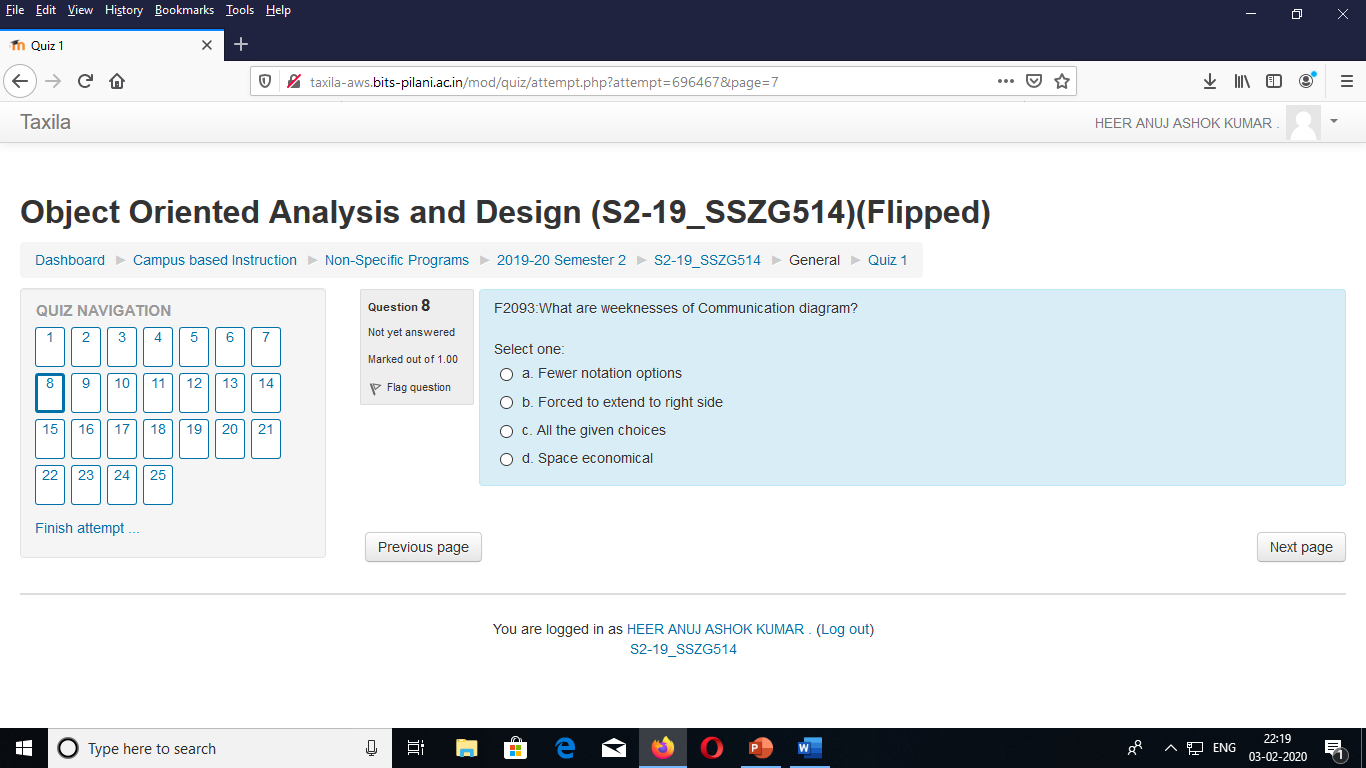 File Edit View History Bookmarks Tools Help
Quiz 1
taxila-aws.bits-pilani.ac.in/mod/quiz/attempt.php?attempt=696467&page=7
Taxila
HEER ANUJ ASHOK KUMAR .
Object Oriented Analysis and Design (S2-19_SSZG514)(Flipped)
Dashboard Campus based Instruction Non-Specific Programs 2019-20 Semester 2 S2-19_SSZG514 General Quiz 1
QUIZ NAVIGATION
1 2 3 4 5 6 7
8 9 10 11 12 13 14
15 16 17 18 19 20 21
22 23 24 25
Finish attempt ...
Question 8
Not yet answered
Marked out of 1.00
Flag question
F2093:What are weeknesses of Communication diagram?
Select one:
a. Fewer notation options
b. Forced to extend to right side
c. All the given choices
d. Space economical
Previous page
Next page
You are logged in as HEER ANUJ ASHOK KUMAR . (Log out)
S2-19_SSZG514
Type here to search
ENG
22:19
03-02-2020
1